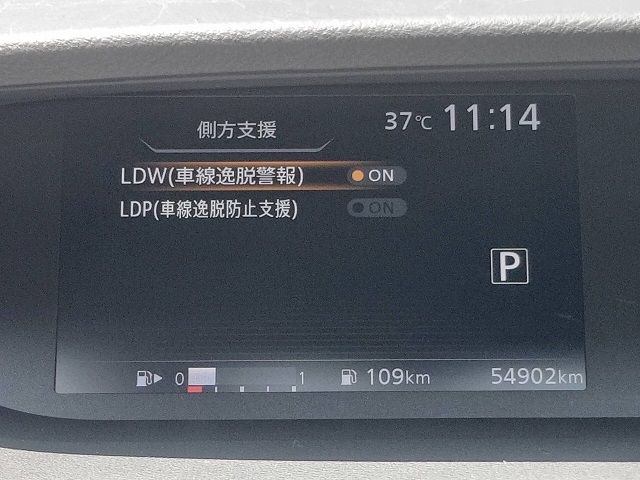 側方支援
37℃ 11:14
LDW(車線逸脱警報) ON
LDP(車線逸脱防止支援) ON
P
0 1 109km 54902km